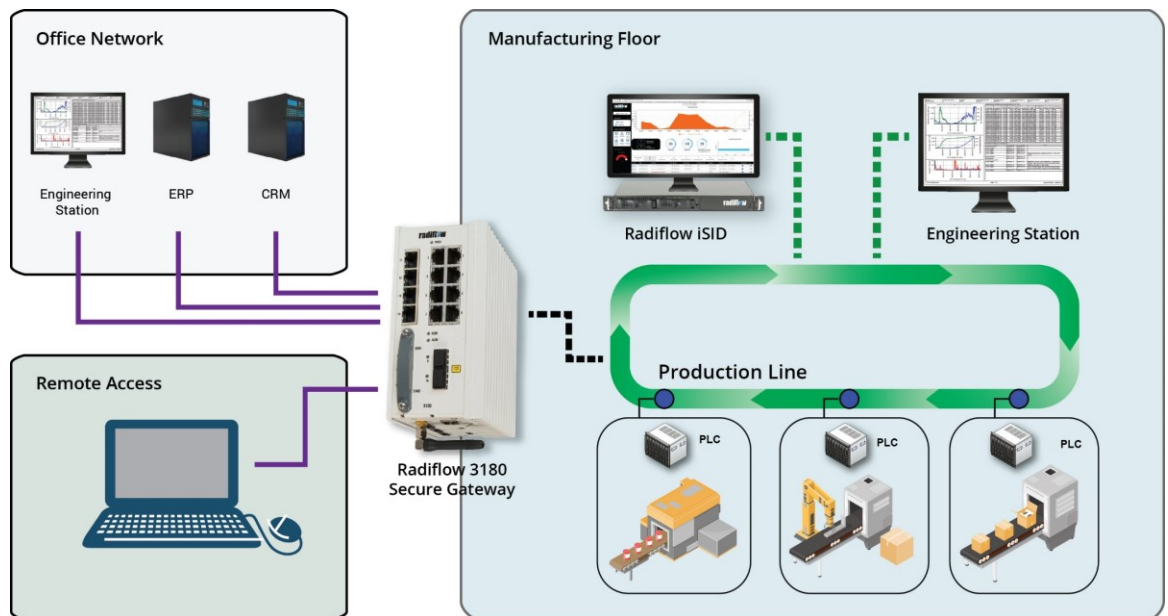 Office Network
Engineering
Station
ERP
CRM
Remote Access
radiflow
Radiflow 3180
Secure Gateway
Manufacturing Floor
Radiflow iSID
Engineering Station
Production Line
PLC
PLC
PLC